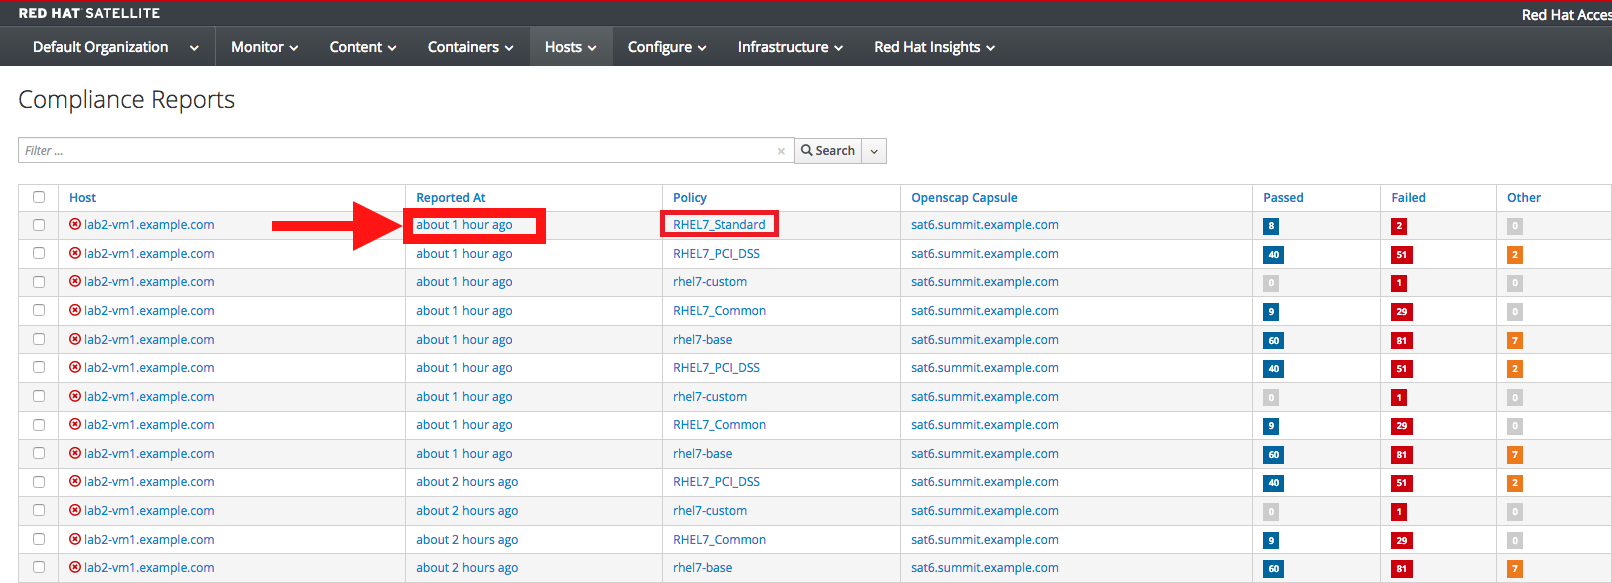 RED HAT SATELLITE
Red Hat Acces
Default Organization Monitor Content Containers Hosts Configure Infrastructure Red Hat Insights
Compliance Reports
Filter ... × Search
Host Reported At Policy Openscap Capsule Passed Failed Other
lab2-vm1.example.com about 1 hour ago RHEL7_Standard sat6.summit.example.com 8 2 0
lab2-vm1.example.com about 1 hour ago RHEL7_PCI_DSS sat6.summit.example.com 40 51 2
lab2-vm1.example.com about 1 hour ago rhel7-custom sat6.summit.example.com 0 1 0
lab2-vm1.example.com about 1 hour ago RHEL7_Common sat6.summit.example.com 9 29 0
lab2-vm1.example.com about 1 hour ago rhel7-base sat6.summit.example.com 60 81 7
lab2-vm1.example.com about 1 hour ago RHEL7_PCI_DSS sat6.summit.example.com 40 51 2
lab2-vm1.example.com about 1 hour ago rhel7-custom sat6.summit.example.com 0 1 0
lab2-vm1.example.com about 1 hour ago RHEL7_Common sat6.summit.example.com 9 29 0
lab2-vm1.example.com about 1 hour ago rhel7-base sat6.summit.example.com 60 81 7
lab2-vm1.example.com about 2 hours ago RHEL7_PCI_DSS sat6.summit.example.com 40 51 2
lab2-vm1.example.com about 2 hours ago rhel7-custom sat6.summit.example.com 0 1 0
lab2-vm1.example.com about 2 hours ago RHEL7_Common sat6.summit.example.com 9 29 0
lab2-vm1.example.com about 2 hours ago rhel7-base sat6.summit.example.com 60 81 7